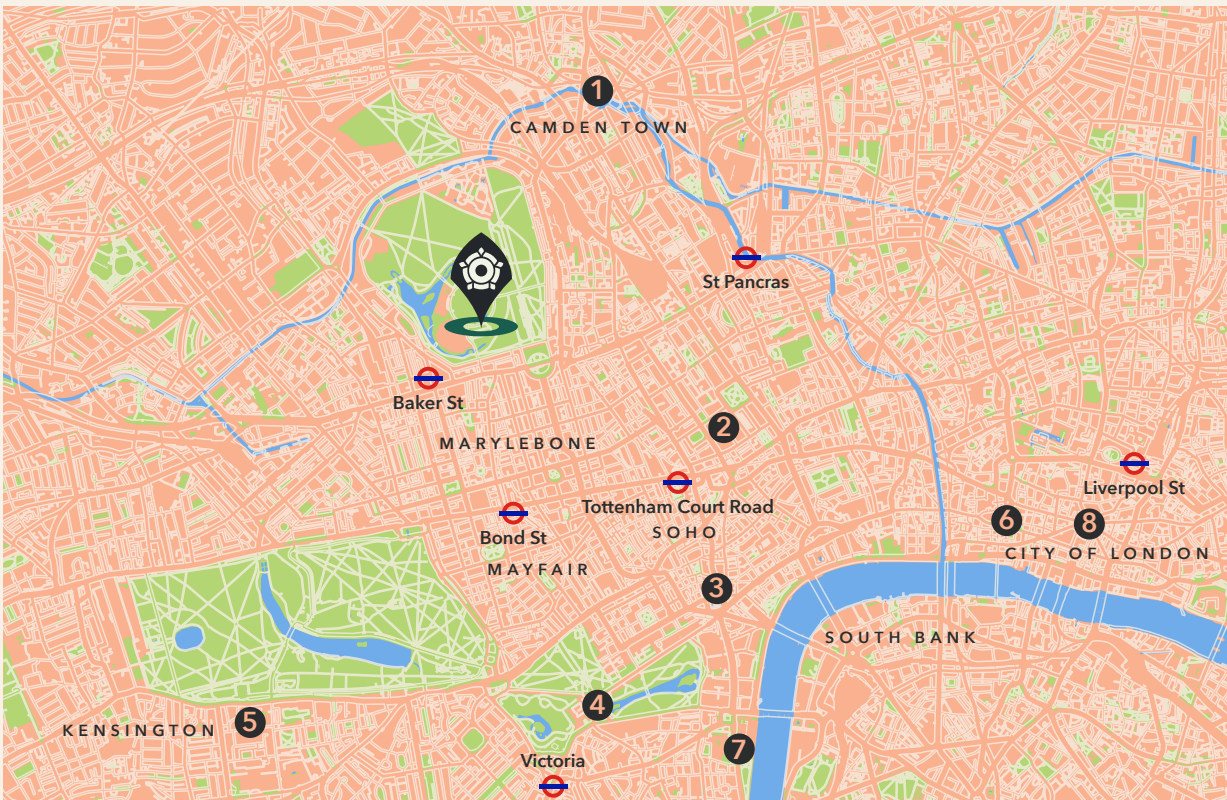 1
CAMDEN TOWN
St Pancras
Baker St
2
MARYLEBONE
Liverpool St
Tottenham Court Road
SOHO
Bond St
6
8
CITY OF LONDON
MAYFAIR
3
SOUTH BANK
4
5
KENSINGTON
7
Victoria